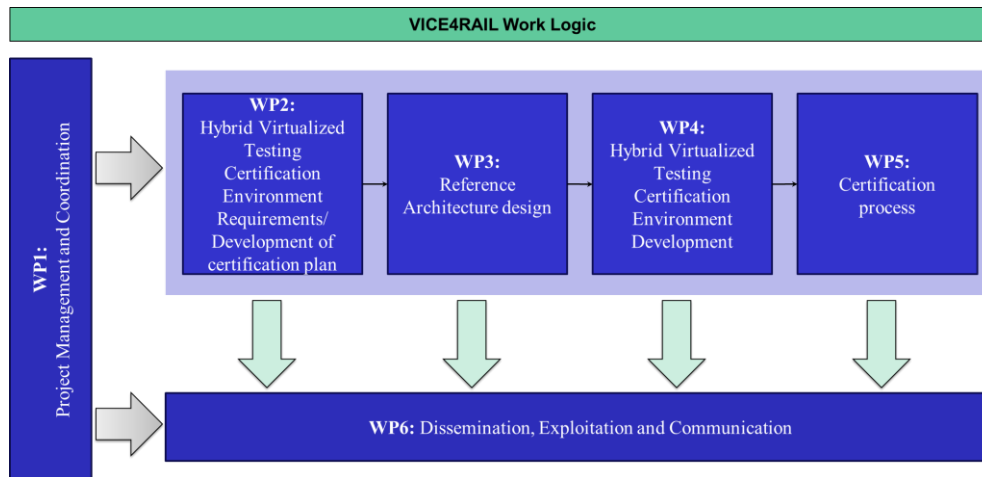 VICE4RAIL Work Logic
WP1:
Project Management and Coordination
WP2:
Hybrid Virtualized
Testing
Certification
Environment
Requirements/
Development of
certification plan
WP3:
Reference
Architecture design
WP4:
Hybrid Virtualized
Testing
Certification
Environment
Development
WP5:
Certification
process
WP6: Dissemination, Exploitation and Communication